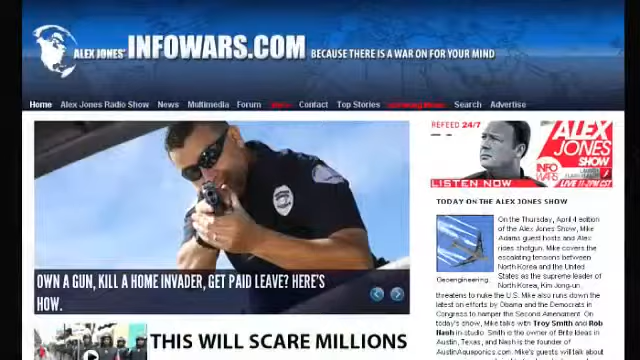 ALEX JONES' INFOWARS.COM BECAUSE THERE IS A WAR ON FOR YOUR MIND
Home Alex Jones Radio Show News Multimedia Forum Contact Top Stories Search Advertise
OWN A GUN, KILL A HOME INVADER, GET PAID LEAVE? HERE'S
HOW.
THIS WILL SCARE MILLIONS
REFEED 24/7
ALEX
JONES
SHOW
INFO
WARS
LISTEN NOW
LIVE 11-2PM CST
TODAY ON THE ALEX JONES SHOW
Geoengineering.
On the Thursday, April 4 edition
of the Alex Jones Show, Mike
Adams guest hosts and Alex
rides shotgun. Mike covers the
escalating tensions between
North Korea and the United
States as the supreme leader of
North Korea, Kim Jong-un
threatens to nuke the U.S. Mike also runs down the
latest on efforts by Obama and the Democrats in
Congress to hamper the Second Amendment. On
today's show, Mike talks with Troy Smith and Rob
Nash in studio. Smith is the owner of Brite Ideas in
Austin, Texas, and Nash is the founder of
AustinAquaponics.com. Mike's guests will talk about